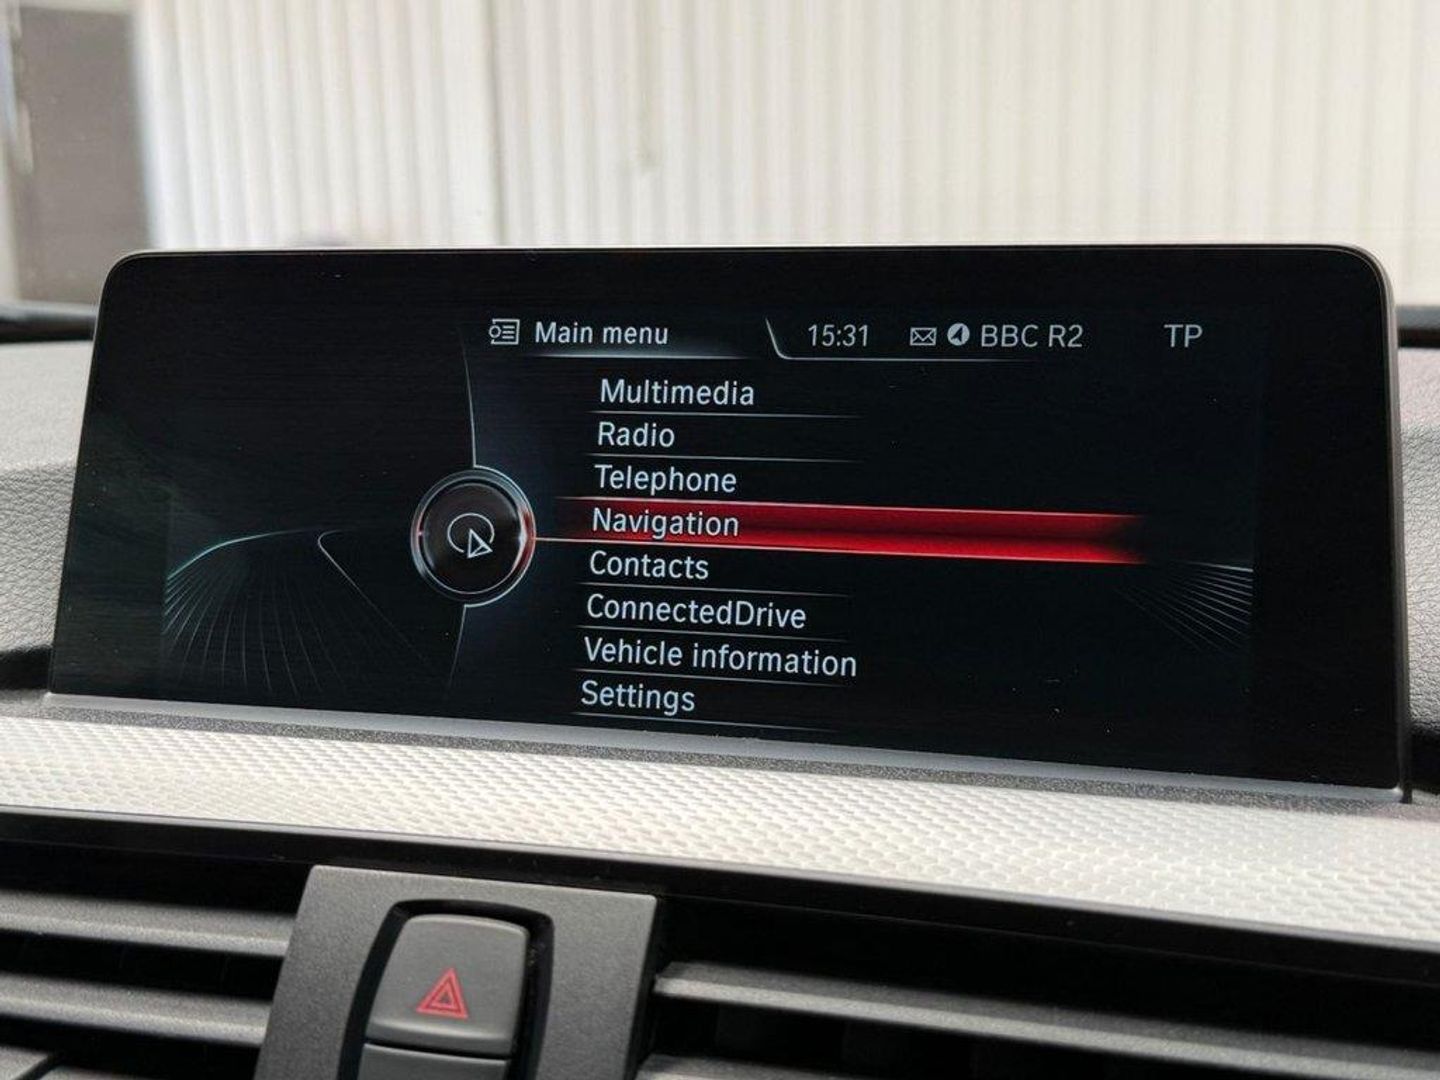 Main menu 15:31 BBC R2 TP
Multimedia
Radio
Telephone
Navigation
Contacts
ConnectedDrive
Vehicle information
Settings